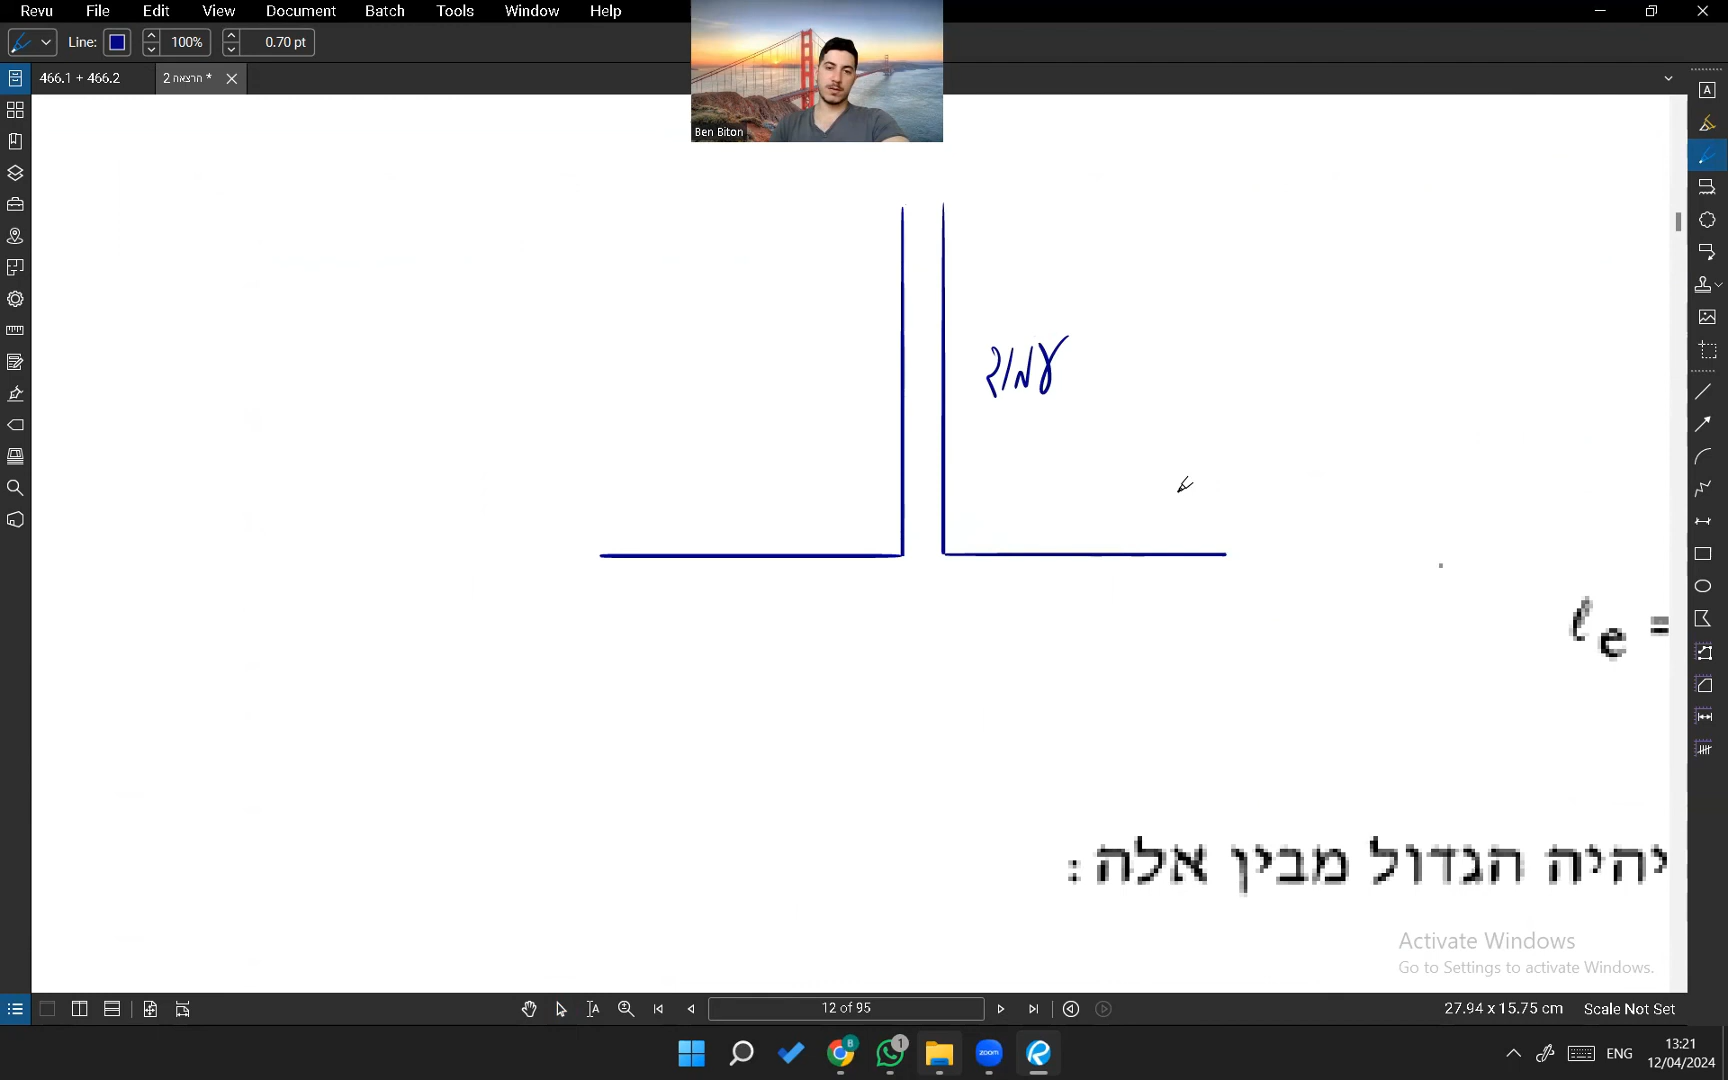 Revu File Edit View Document Batch Tools Window Help
Line: 100% 0.70 pt
466.1 + 466.2
הרצאה 2 *
Ben Biton
עמוד
ℓe =
יהיה הגדול מבין אלה :
Activate Windows
Go to Settings to activate Windows.
12 of 95
27.94 x 15.75 cm Scale Not Set
B
1
zoom
ENG
13:21
12/04/2024